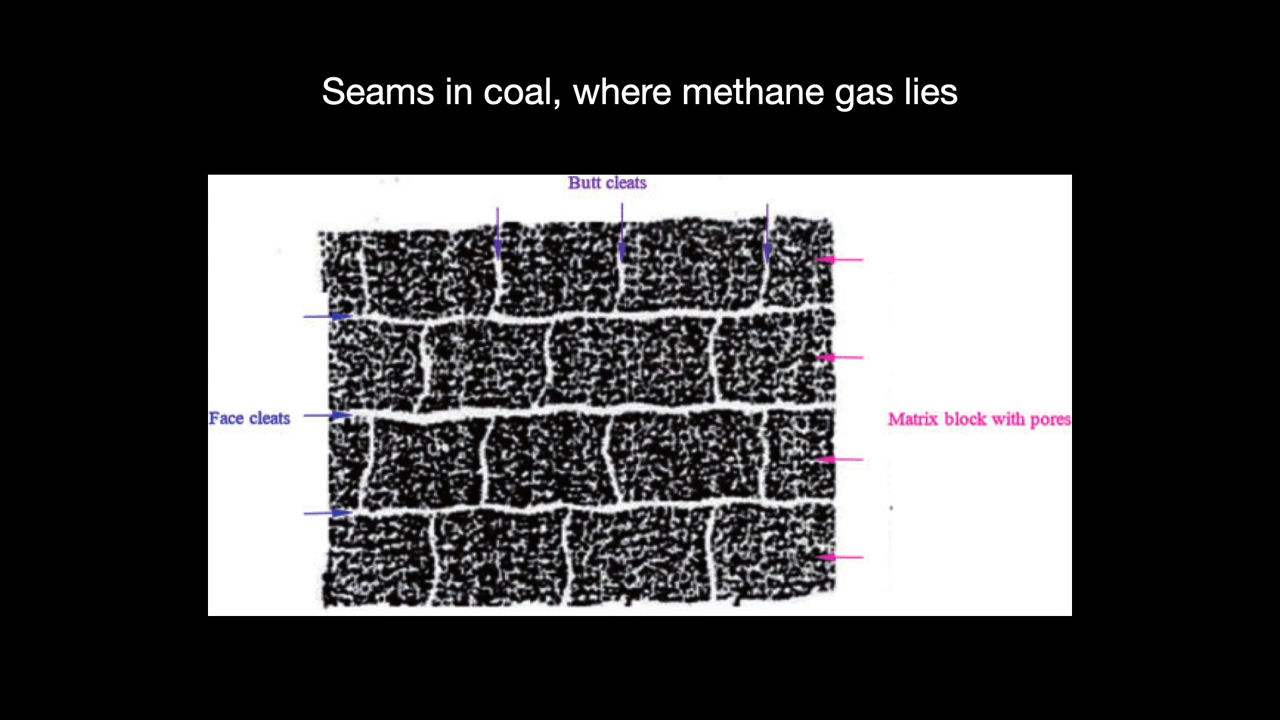 Seams in coal, where methane gas lies
Butt cleats
Face cleats
Matrix block with pores